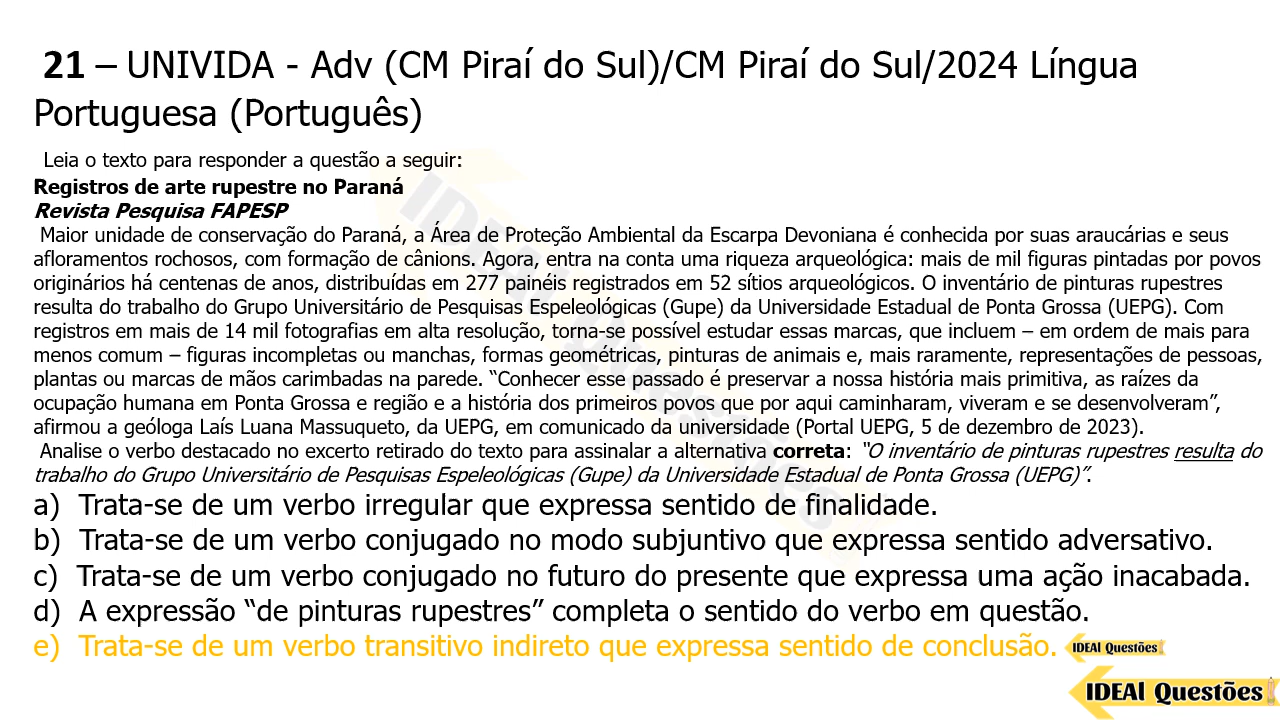 21 – UNIVIDA - Adv (CM Piraí do Sul)/CM Piraí do Sul/2024 Língua
Portuguesa (Português)
Leia o texto para responder a questão a seguir:
Registros de arte rupestre no Paraná
Revista Pesquisa FAPESP
Maior unidade de conservação do Paraná, a Área de Proteção Ambiental da Escarpa Devoniana é conhecida por suas araucárias e seus
afloramentos rochosos, com formação de cânions. Agora, entra na conta uma riqueza arqueológica: mais de mil figuras pintadas por povos
originários há centenas de anos, distribuídas em 277 painéis registrados em 52 sítios arqueológicos. O inventário de pinturas rupestres
resulta do trabalho do Grupo Universitário de Pesquisas Espeleológicas (Gupe) da Universidade Estadual de Ponta Grossa (UEPG). Com
registros em mais de 14 mil fotografias em alta resolução, torna-se possível estudar essas marcas, que incluem – em ordem de mais para
menos comum – figuras incompletas ou manchas, formas geométricas, pinturas de animais e, mais raramente, representações de pessoas,
plantas ou marcas de mãos carimbadas na parede. “Conhecer esse passado é preservar a nossa história mais primitiva, as raízes da
ocupação humana em Ponta Grossa e região e a história dos primeiros povos que por aqui caminharam, viveram e se desenvolveram”,
afirmou a geóloga Laís Luana Massuqueto, da UEPG, em comunicado da universidade (Portal UEPG, 5 de dezembro de 2023).
Analise o verbo destacado no excerto retirado do texto para assinalar a alternativa correta: “O inventário de pinturas rupestres resulta do
trabalho do Grupo Universitário de Pesquisas Espeleológicas (Gupe) da Universidade Estadual de Ponta Grossa (UEPG)”.
a) Trata-se de um verbo irregular que expressa sentido de finalidade.
b) Trata-se de um verbo conjugado no modo subjuntivo que expressa sentido adversativo.
c) Trata-se de um verbo conjugado no futuro do presente que expressa uma ação inacabada.
d) A expressão “de pinturas rupestres” completa o sentido do verbo em questão.
e) Trata-se de um verbo transitivo indireto que expressa sentido de conclusão.
IDEAl Questões
IDEAl Questões
IDEAl Questões